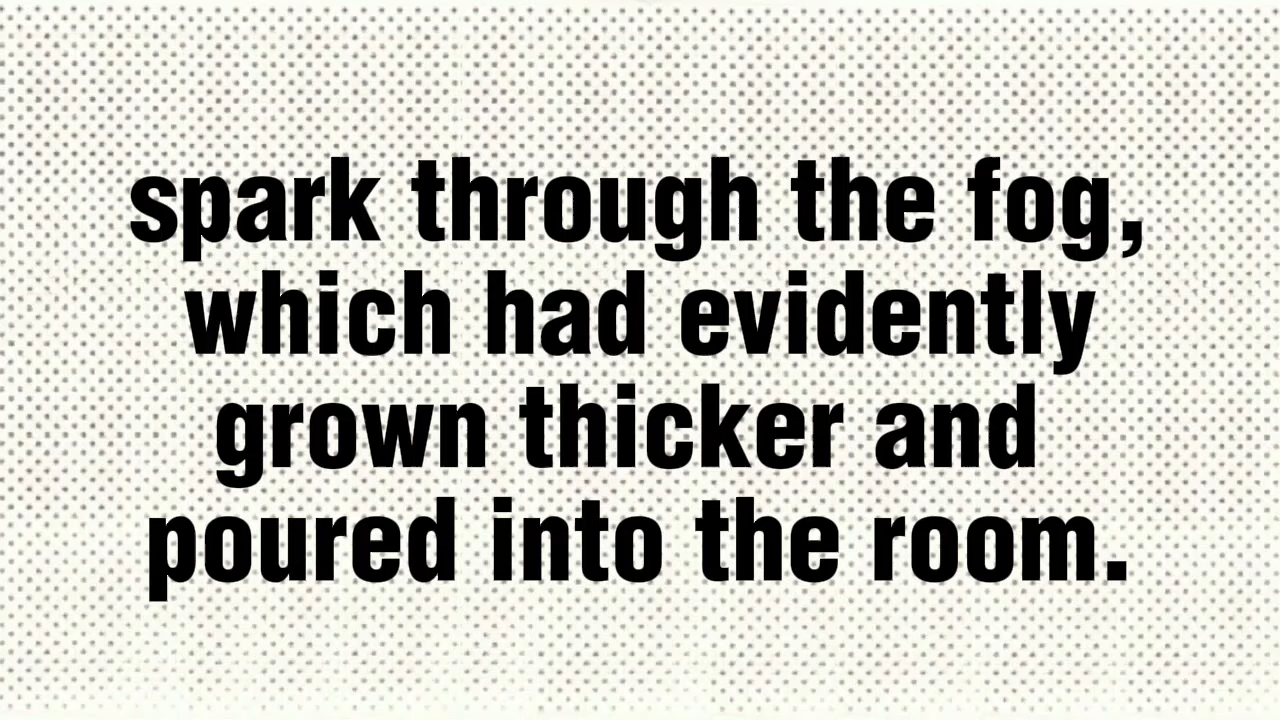 spark through the fog,
which had evidently
grown thicker and
poured into the room.